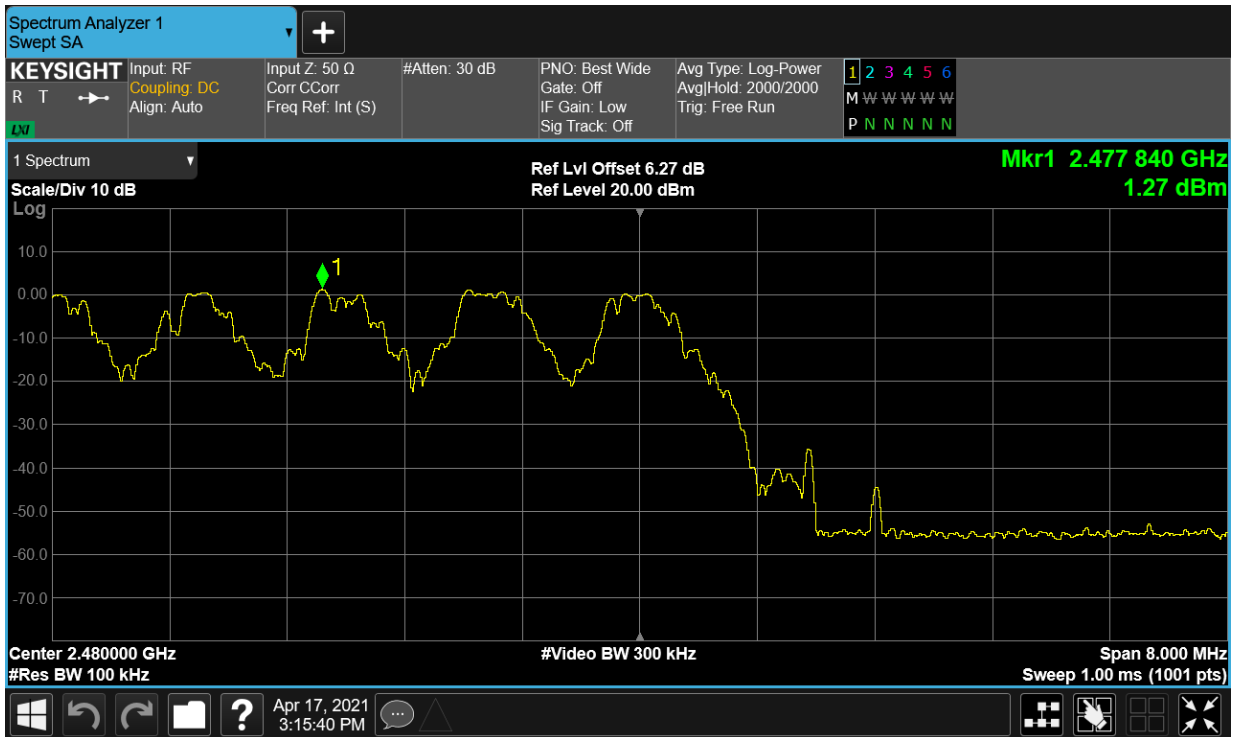 Spectrum Analyzer 1
Swept SA
KEYSIGHT
R T
LXI
Input: RF
Coupling: DC
Align: Auto
Input Z: 50 Ω
Corr CCorr
Freq Ref: Int (S)
#Atten: 30 dB
PNO: Best Wide
Gate: Off
IF Gain: Low
Sig Track: Off
Avg Type: Log-Power
Avg|Hold: 2000/2000
Trig: Free Run
1 2 3 4 5 6
M W W W W W
P N N N N N
1 Spectrum
Scale/Div 10 dB
Log
Ref Lvl Offset 6.27 dB
Ref Level 20.00 dBm
Mkr1 2.477 840 GHz
1.27 dBm
1
10.0
0.00
-10.0
-20.0
-30.0
-40.0
-50.0
-60.0
-70.0
Center 2.480000 GHz
#Res BW 100 kHz
#Video BW 300 kHz
Span 8.000 MHz
Sweep 1.00 ms (1001 pts)
?
Apr 17, 2021
3:15:40 PM